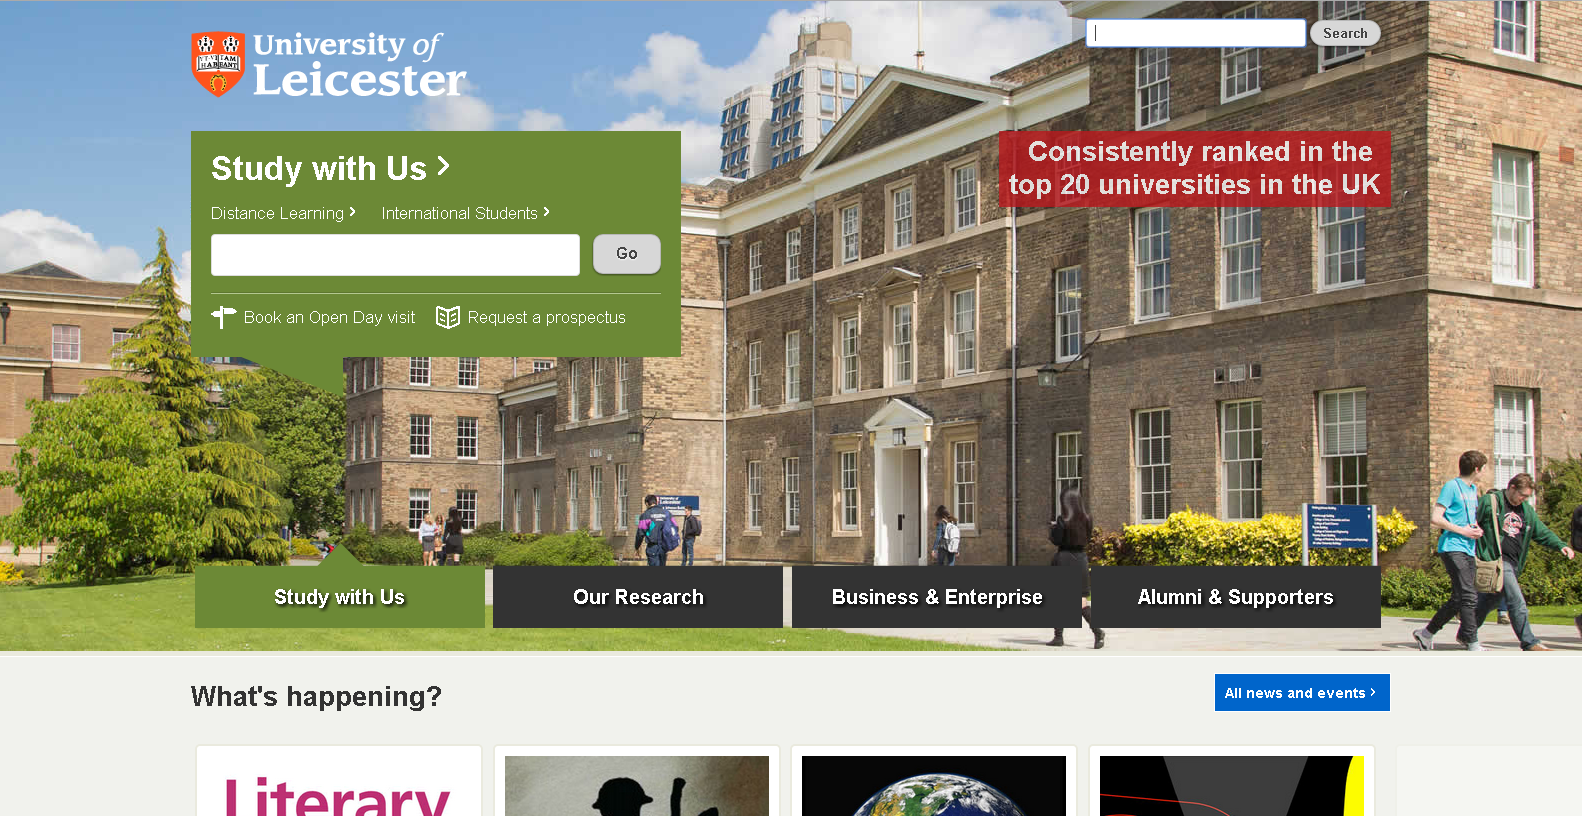 University of
Leicester
Search
Study with Us
Distance Learning
International Students
Go
Book an Open Day visit
Request a prospectus
Consistently ranked in the
top 20 universities in the UK
Study with Us
Our Research
Business & Enterprise
Alumni & Supporters
What's happening?
All news and events
Literary